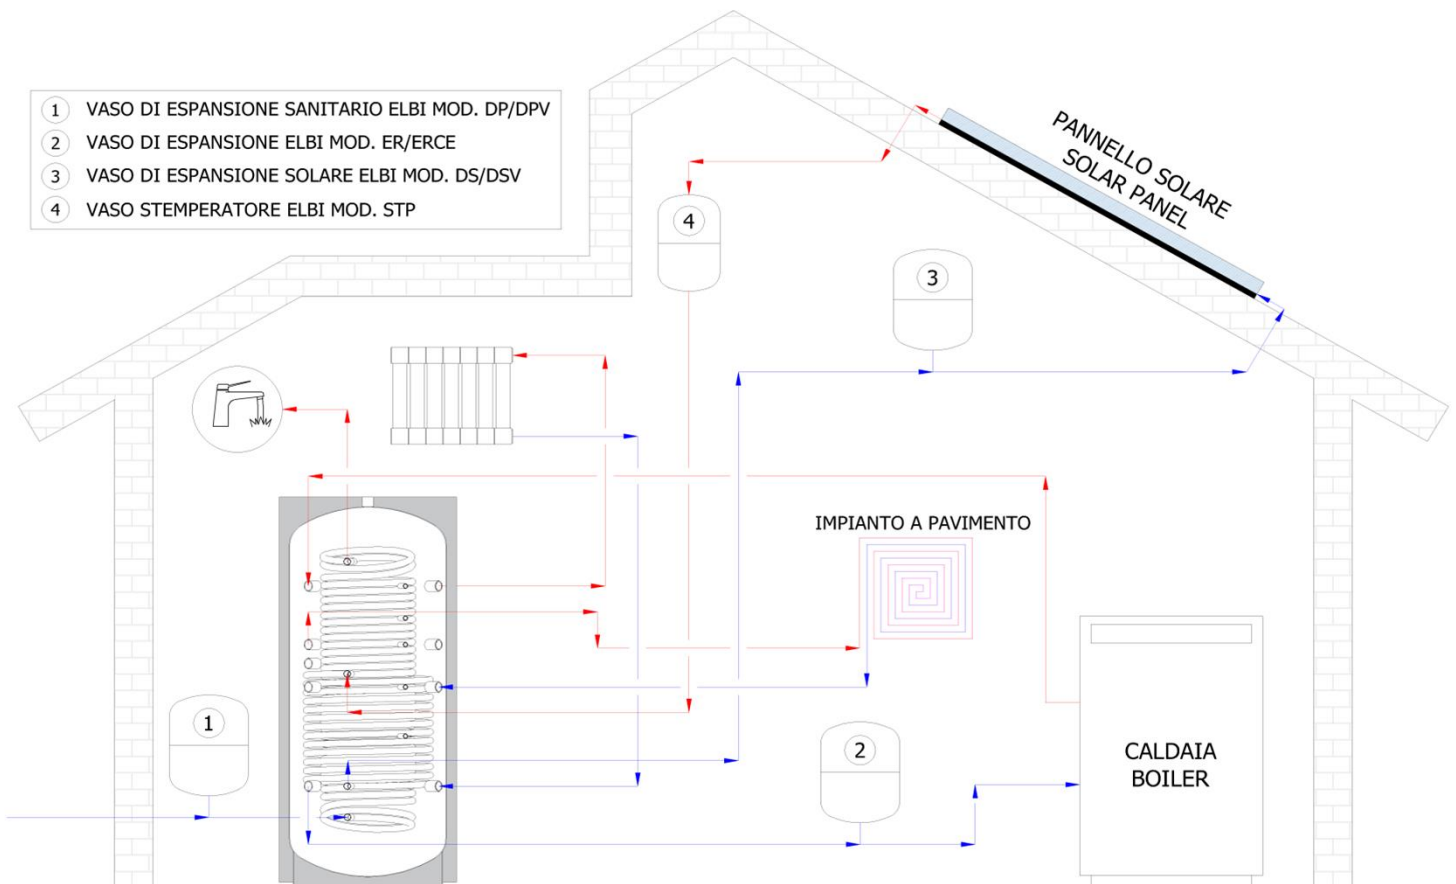 1 VASO DI ESPANSIONE SANITARIO ELBI MOD. DP/DPV
2 VASO DI ESPANSIONE ELBI MOD. ER/ERCE
3 VASO DI ESPANSIONE SOLARE ELBI MOD. DS/DSV
4 VASO STEMPERATORE ELBI MOD. STP
PANNELLO SOLARE
SOLAR PANEL
4
3
IMPIANTO A PAVIMENTO
1
2
CALDAIA
BOILER